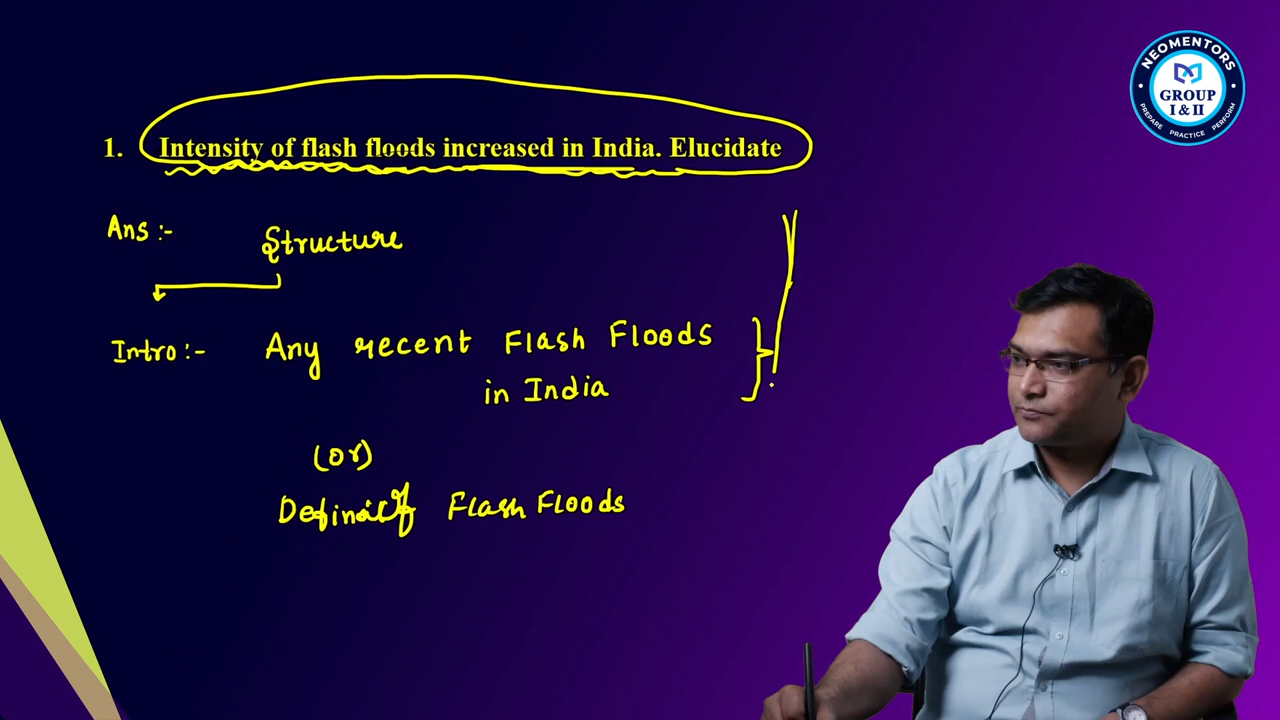 NEOMENTORS
GROUP
I & II
PREPARE PRACTICE PERFORM
1. Intensity of flash floods increased in India. Elucidate
Ans :-
Structure
Intro :- Any recent Flash Floods
in India
(or)
Flash Floods